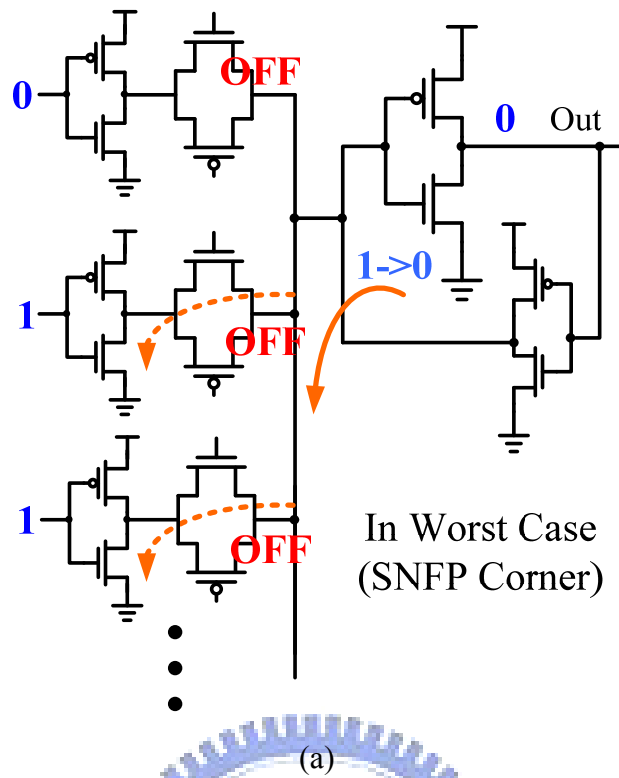 OFF
0
0 Out
1->0
1
OFF
1
OFF
In Worst Case
(SNFP Corner)
(a)